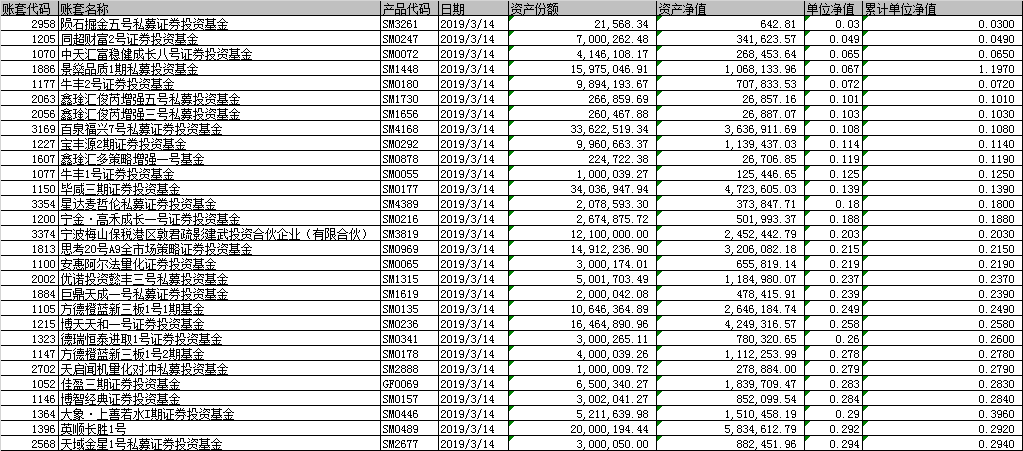 账套代码 账套名称 产品代码 日期 资产份额 资产净值 单位净值 累计单位净值
2958 陨石掘金五号私募证券投资基金 SM3261 2019/3/14 21,568.34 642.81 0.03 0.0300
1205 同超财富2号证券投资基金 SM0247 2019/3/14 7,000,262.48 341,623.57 0.049 0.0490
1070 中天汇富稳健成长八号证券投资基金 SM0072 2019/3/14 4,146,108.17 268,453.64 0.065 0.0650
1886 景燊品质1期私募投资基金 SM1448 2019/3/14 15,975,046.91 1,068,133.96 0.067 1.1970
1177 牛丰2号证券投资基金 SM0180 2019/3/14 9,894,193.67 707,833.53 0.072 0.0720
2063 鑫琻汇俊芮增强五号私募投资基金 SM1730 2019/3/14 266,859.69 26,857.16 0.101 0.1010
2056 鑫琻汇俊芮增强三号私募投资基金 SM1656 2019/3/14 260,467.88 26,887.07 0.103 0.1030
3169 百泉福兴7号私募证券投资基金 SM4168 2019/3/14 33,622,519.34 3,636,911.69 0.108 0.1080
1227 宝丰源2期证券投资基金 SM0292 2019/3/14 9,960,663.37 1,139,437.03 0.114 0.1140
1607 鑫琻汇多策略增强一号基金 SM0878 2019/3/14 224,722.38 26,706.85 0.119 0.1190
1077 牛丰1号证券投资基金 SM0055 2019/3/14 1,000,039.27 125,446.65 0.125 0.1250
1150 毕威三期证券投资基金 SM0177 2019/3/14 34,036,947.94 4,723,605.03 0.139 0.1390
3354 星达麦哲伦私募证券投资基金 SM4389 2019/3/14 2,078,593.30 373,847.71 0.18 0.1800
1200 宁金·高禾成长一号证券投资基金 SM0216 2019/3/14 2,674,875.72 501,993.37 0.188 0.1880
3374 宁波梅山保税港区敦君疏影建武投资合伙企业（有限合伙） SM3819 2019/3/14 12,100,000.00 2,452,442.79 0.203 0.2030
1813 思考20号A9全市场策略证券投资基金 SM0969 2019/3/14 14,912,236.90 3,206,082.18 0.215 0.2150
1100 安惠阿尔法量化证券投资基金 SM0065 2019/3/14 3,000,174.01 655,819.14 0.219 0.2190
2002 优诺投资懿丰三号私募投资基金 SM1315 2019/3/14 5,001,703.49 1,184,980.07 0.237 0.2370
1884 巨鼎天成一号私募证券投资基金 SM1619 2019/3/14 2,000,042.08 478,415.91 0.239 0.2390
1105 方德橙蓝新三板1号1期基金 SM0135 2019/3/14 10,646,364.89 2,646,184.74 0.249 0.2490
1215 博天天和一号证券投资基金 SM0236 2019/3/14 16,464,890.96 4,249,316.57 0.258 0.2580
1323 德瑞恒泰进取1号证券投资基金 SM0341 2019/3/14 3,000,265.11 780,320.65 0.26 0.2600
1147 方德橙蓝新三板1号2期基金 SM0178 2019/3/14 4,000,039.26 1,112,253.99 0.278 0.2780
2702 天启闻机量化对冲私募投资基金 SM2888 2019/3/14 1,000,009.72 278,884.00 0.279 0.2790
1052 佳盈三期证券投资基金 GF0069 2019/3/14 6,500,340.27 1,839,709.47 0.283 0.2830
1146 博智经典证券投资基金 SM0157 2019/3/14 3,002,041.27 852,099.54 0.284 0.2840
1364 大象·上善若水I期证券投资基金 SM0446 2019/3/14 5,211,639.98 1,510,458.19 0.29 0.3960
1396 英顺长胜1号 SM0489 2019/3/14 20,000,194.44 5,834,612.79 0.292 0.2920
2568 天域金星1号私募证券投资基金 SM2677 2019/3/14 3,000,050.00 882,451.96 0.294 0.2940